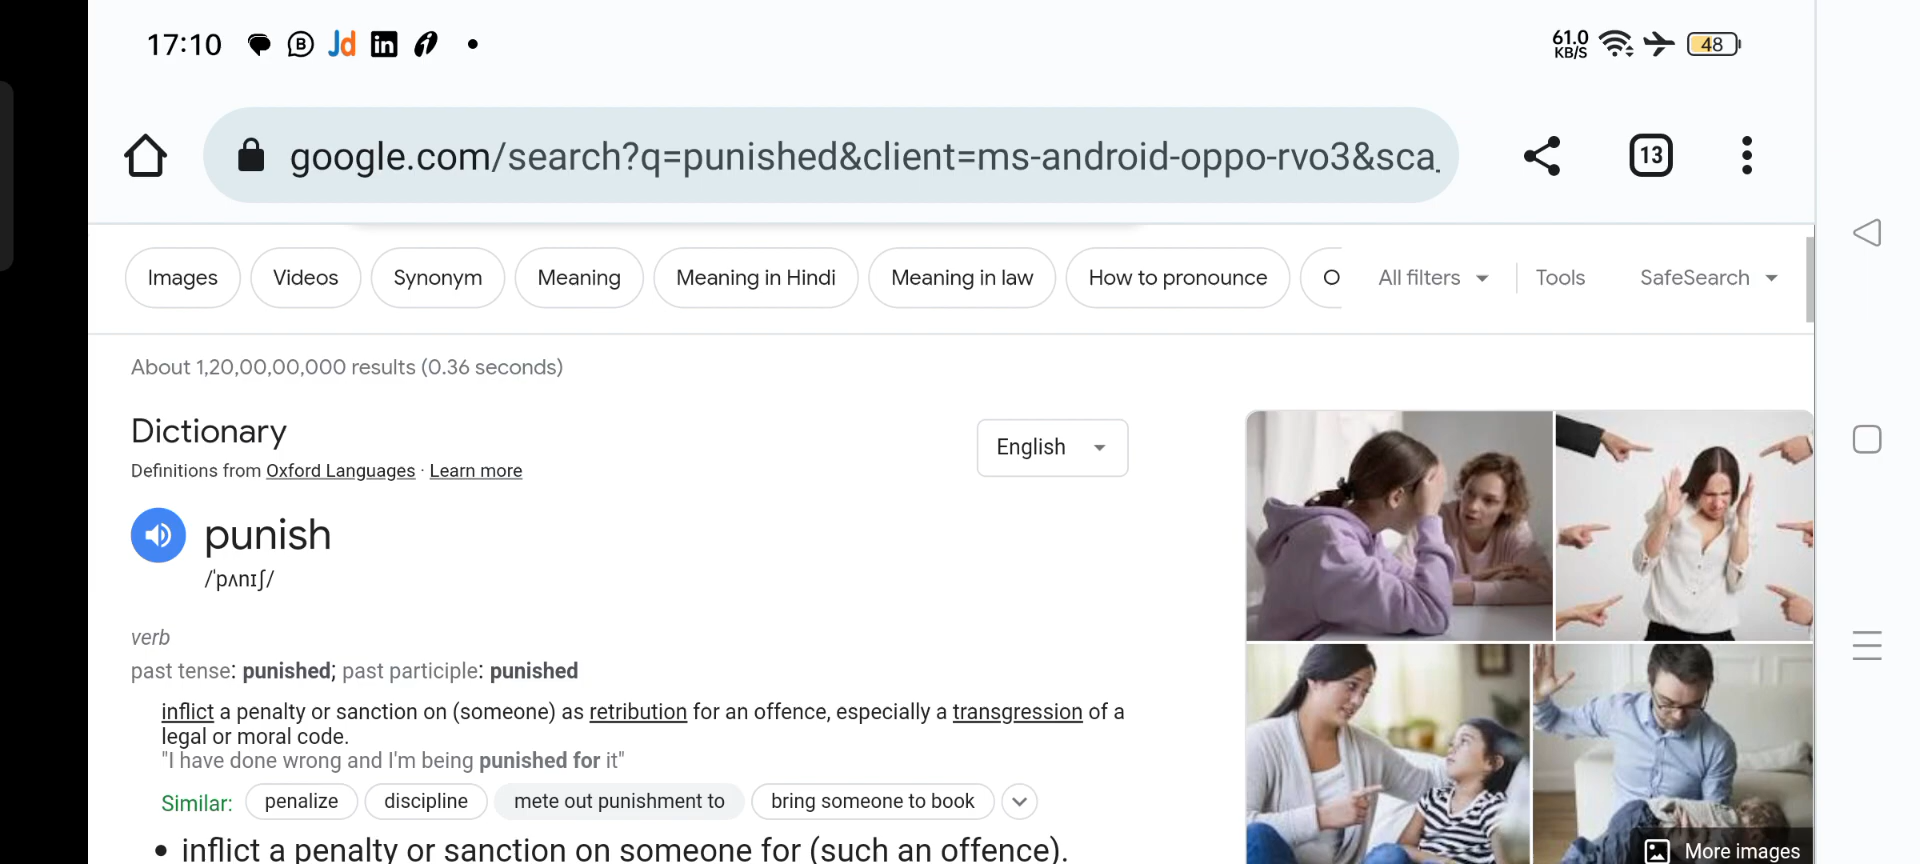 17:10 B Jd in 61.0 KB/S 48
google.com/search?q=punished&client=ms-android-oppo-rvo3&sca_ 13
Images Videos Synonym Meaning Meaning in Hindi Meaning in law How to pronounce O All filters Tools SafeSearch
About 1,20,00,00,000 results (0.36 seconds)
Dictionary
English
Definitions from Oxford Languages · Learn more
punish
/ˈpʌnɪʃ/
verb
past tense: punished; past participle: punished
inflict a penalty or sanction on (someone) as retribution for an offence, especially a transgression of a
legal or moral code.
"I have done wrong and I'm being punished for it"
Similar: penalize discipline mete out punishment to bring someone to book
• inflict a penalty or sanction on someone for (such an offence).
More images